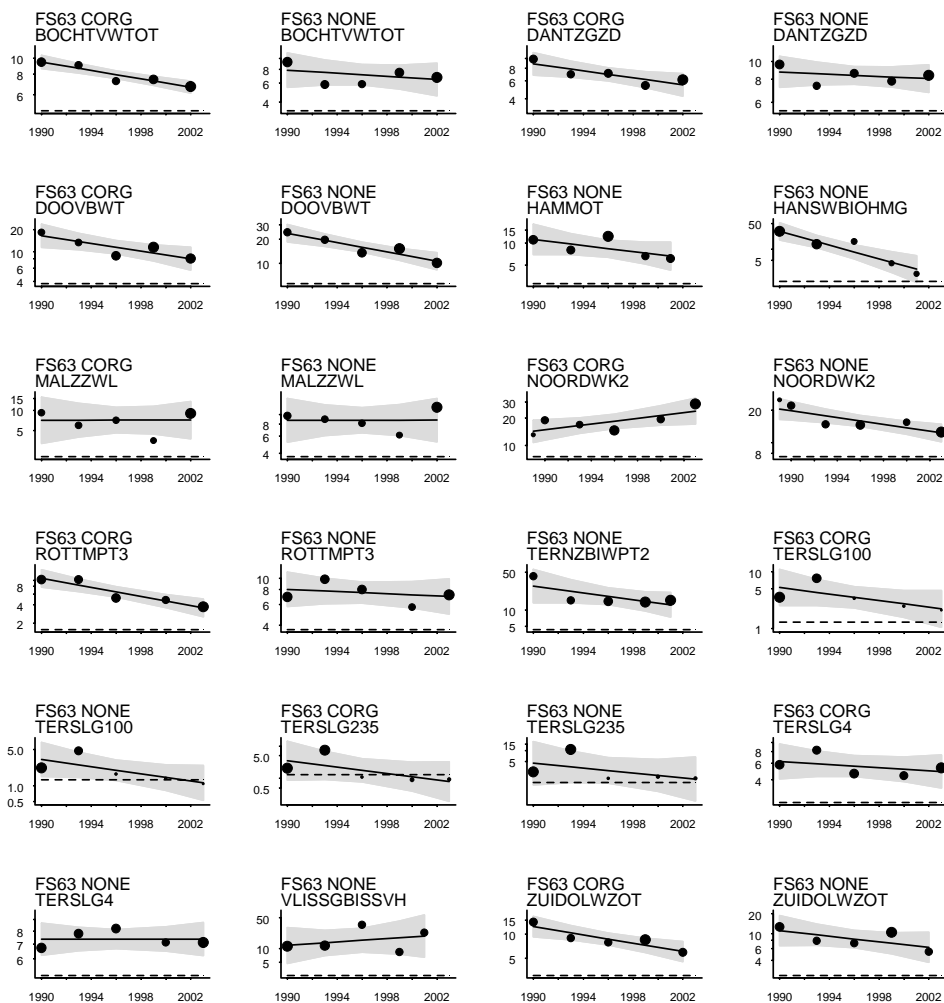 FS63 CORG
BOCHTVWTOT
10
8
6
1990 1994 1998 2002
FS63 NONE
BOCHTVWTOT
8
6
4
1990 1994 1998 2002
FS63 CORG
DANTZGZD
8
6
4
1990 1994 1998 2002
FS63 NONE
DANTZGZD
10
8
6
1990 1994 1998 2002
FS63 CORG
DOOVBWT
20
10
6
4
1990 1994 1998 2002
FS63 NONE
DOOVBWT
30
20
10
1990 1994 1998 2002
FS63 NONE
HAMMOT
15
10
5
1990 1994 1998 2002
FS63 NONE
HANSWBIOHMG
50
5
1990 1994 1998 2002
FS63 CORG
MALZZWL
15
10
5
1990 1994 1998 2002
FS63 NONE
MALZZWL
8
6
4
1990 1994 1998 2002
FS63 CORG
NOORDWK2
30
20
10
1990 1994 1998 2002
FS63 NONE
NOORDWK2
20
8
1990 1994 1998 2002
FS63 CORG
ROTTMPT3
8
4
2
1990 1994 1998 2002
FS63 NONE
ROTTMPT3
10
8
6
4
1990 1994 1998 2002
FS63 NONE
TERNZBIWPT2
50
10
5
1990 1994 1998 2002
FS63 CORG
TERSLG100
10
5
1
1990 1994 1998 2002
FS63 NONE
TERSLG100
5.0
1.0
0.5
1990 1994 1998 2002
FS63 CORG
TERSLG235
5.0
0.5
1990 1994 1998 2002
FS63 NONE
TERSLG235
15
5
1990 1994 1998 2002
FS63 CORG
TERSLG4
8
6
4
1990 1994 1998 2002
FS63 NONE
TERSLG4
8
7
6
1990 1994 1998 2002
FS63 NONE
VLISSGBISSVH
50
10
5
1990 1994 1998 2002
FS63 CORG
ZUIDOLWZOT
15
10
5
1990 1994 1998 2002
FS63 NONE
ZUIDOLWZOT
20
10
6
4
1990 1994 1998 2002